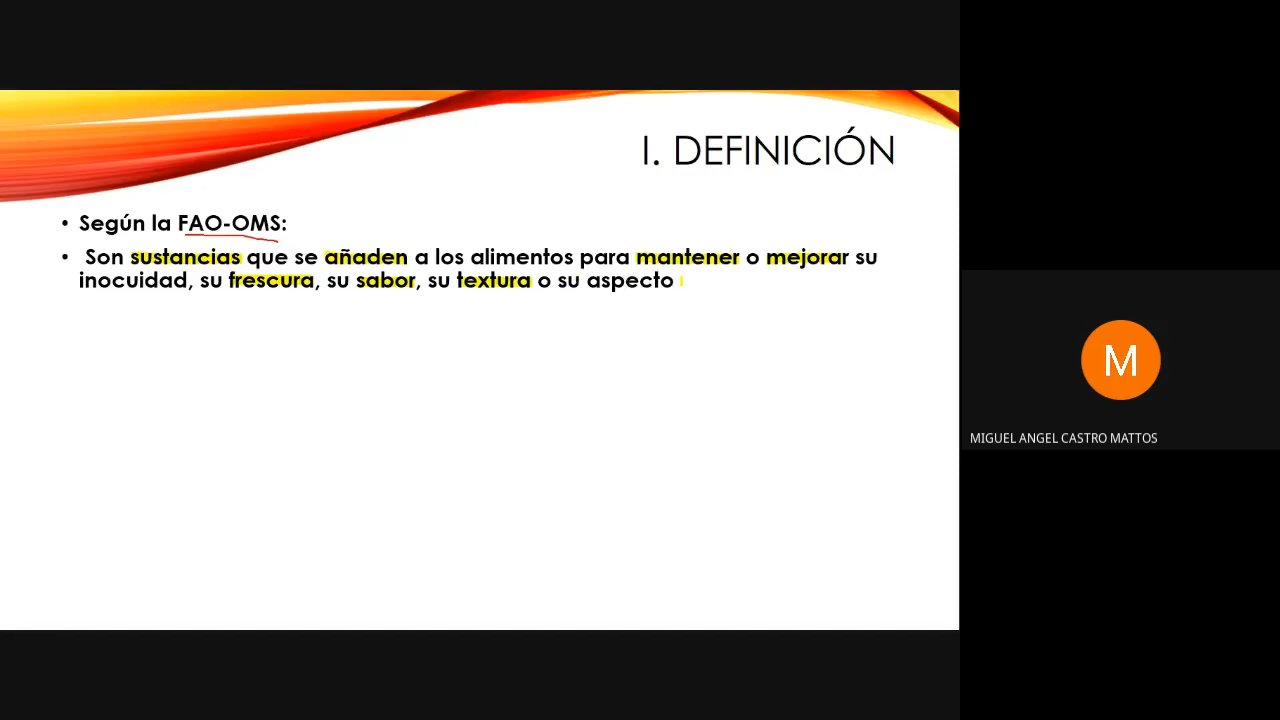 I. DEFINICIÓN
• Según la FAO-OMS:
• Son sustancias que se añaden a los alimentos para mantener o mejorar su
inocuidad, su frescura, su sabor, su textura o su aspecto
M
MIGUEL ANGEL CASTRO MATTOS